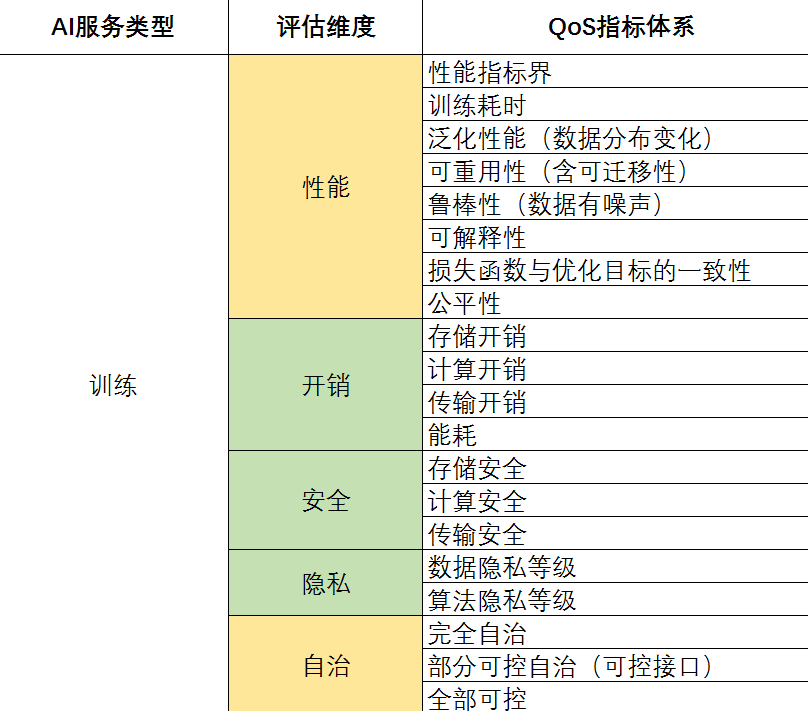 AI服务类型
评估维度
QoS指标体系
训练
性能
性能指标界
训练耗时
泛化性能（数据分布变化）
可重用性（含可迁移性）
鲁棒性（数据有噪声）
可解释性
损失函数与优化目标的一致性
公平性
开销
存储开销
计算开销
传输开销
能耗
安全
存储安全
计算安全
传输安全
隐私
数据隐私等级
算法隐私等级
自治
完全自治
部分可控自治（可控接口）
全部可控